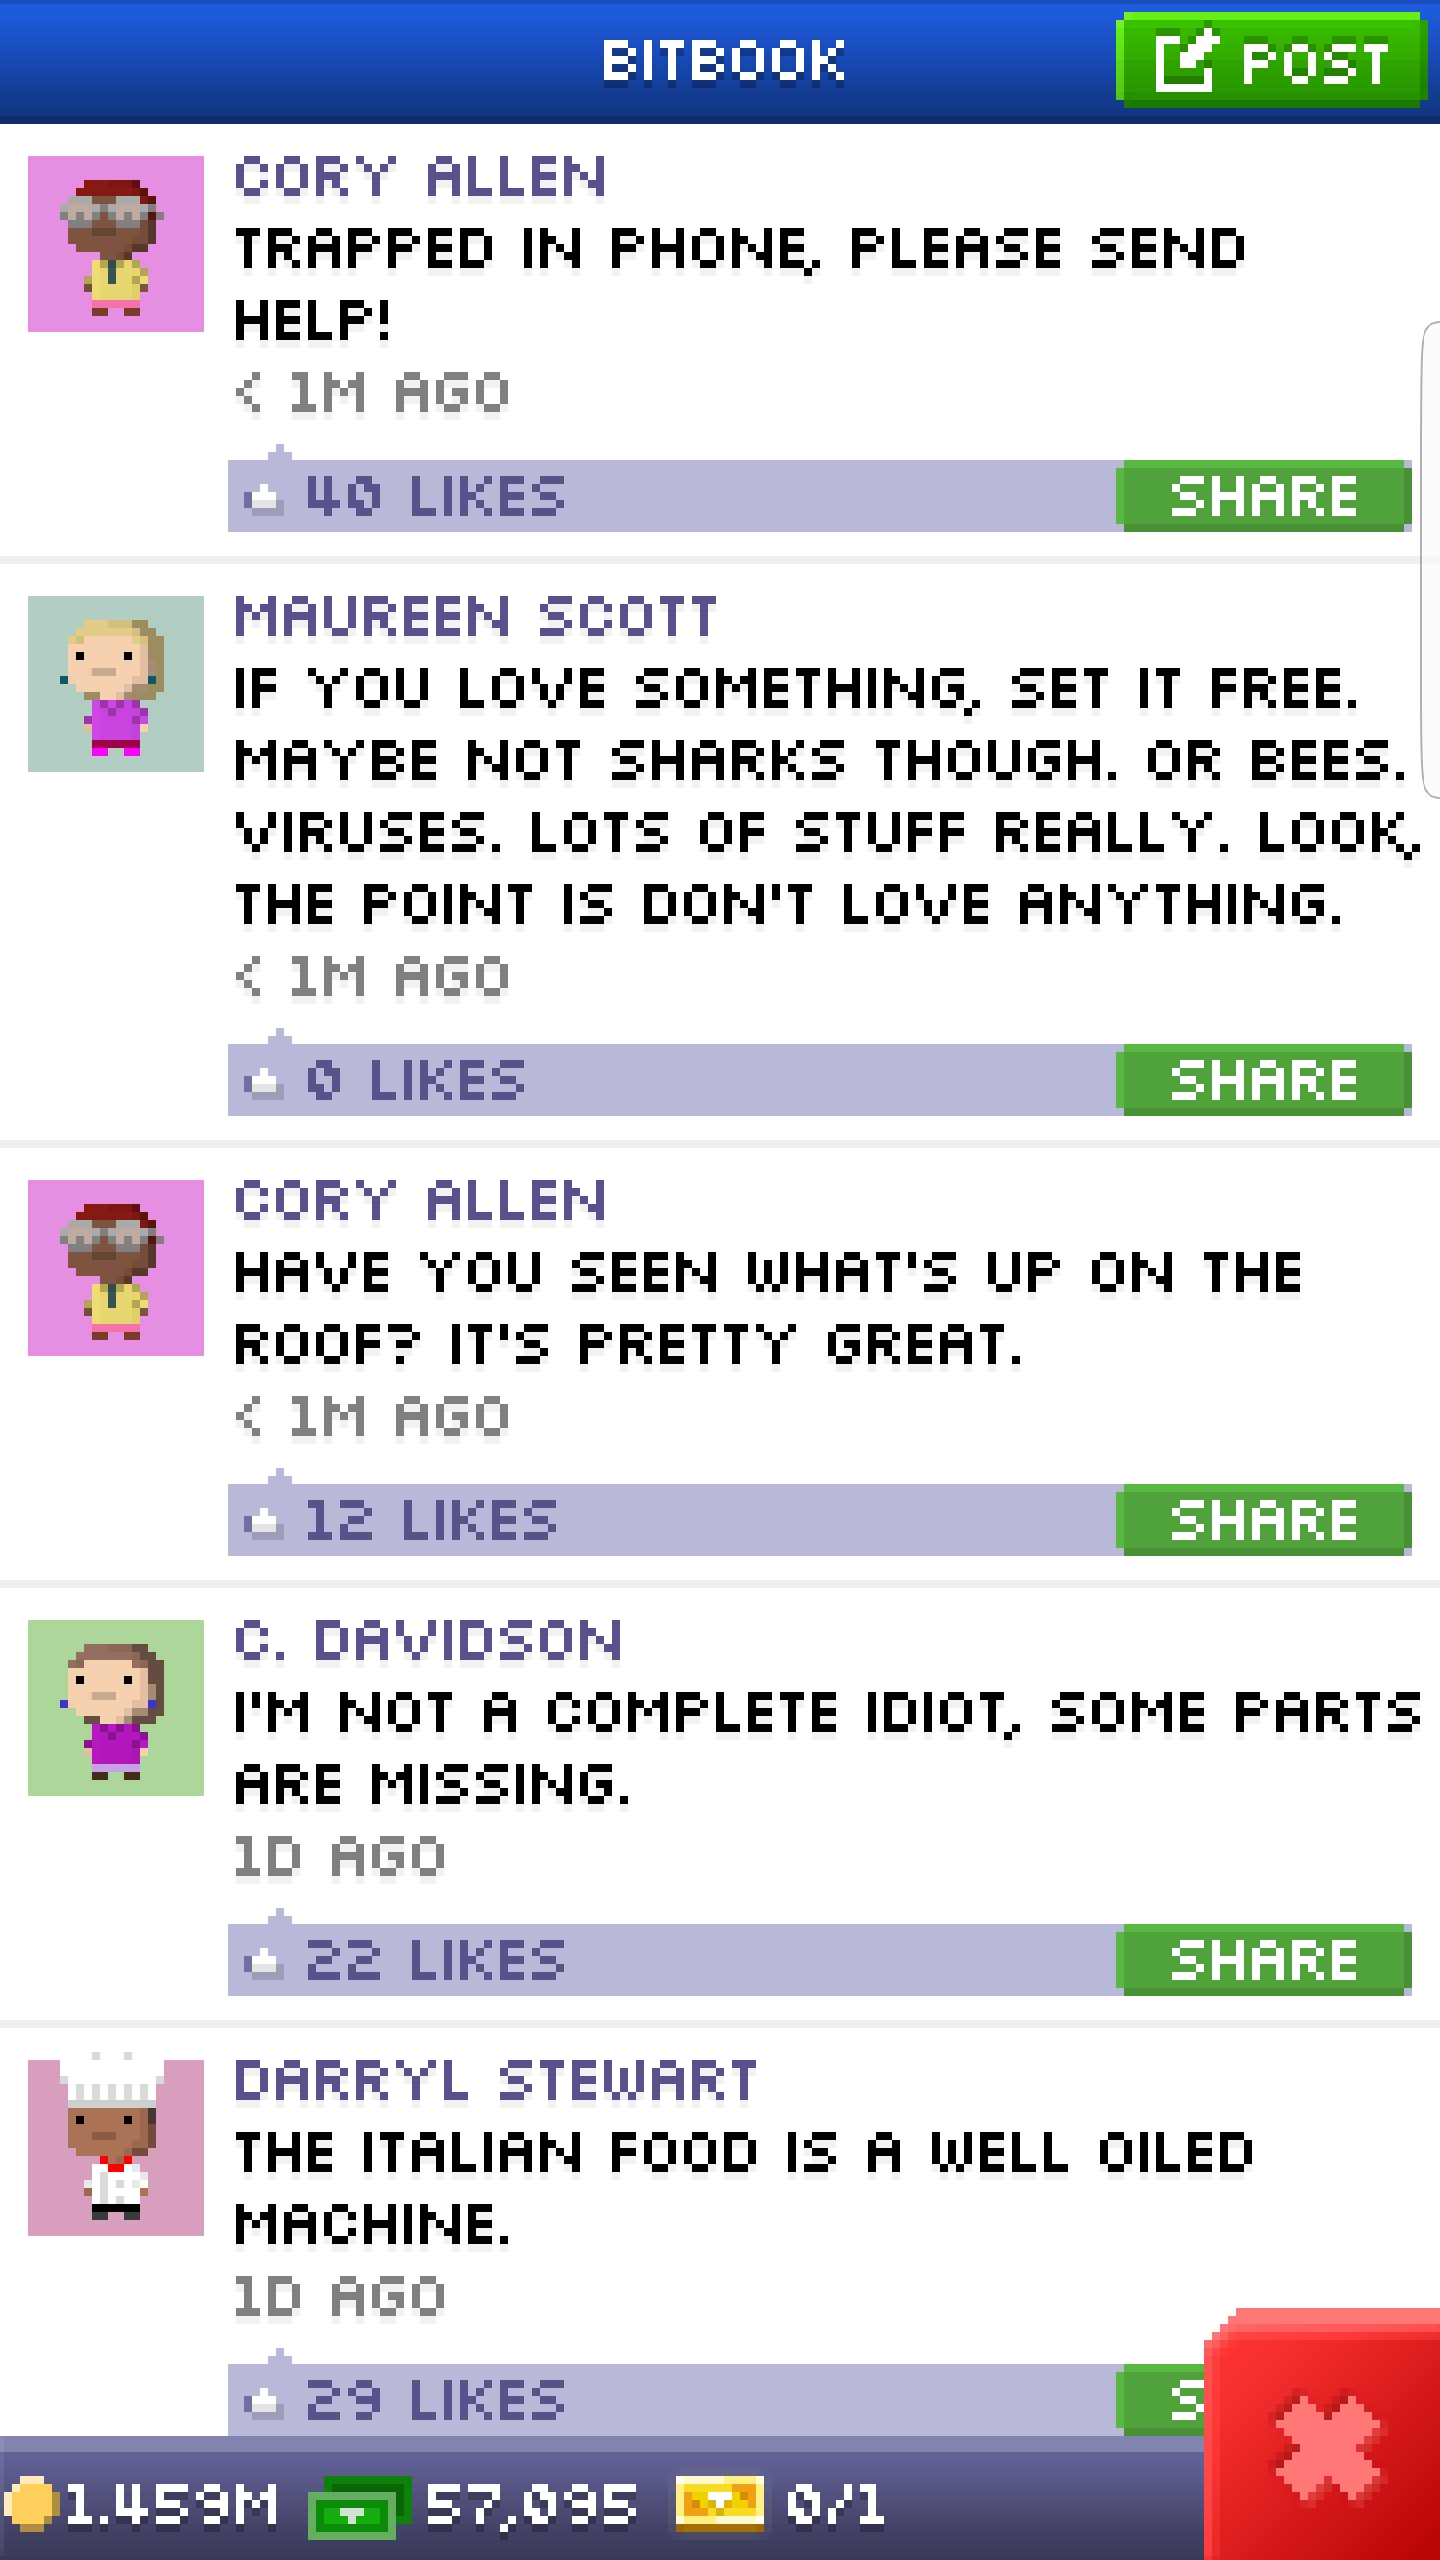 BITBOOK
POST
CORY ALLEN
TRAPPED IN PHONE, PLEASE SEND
HELP!
< 1M AGO
40 LIKES
SHARE
MAUREEN SCOTT
IF YOU LOVE SOMETHING, SET IT FREE.
MAYBE NOT SHARKS THOUGH. OR BEES.
VIRUSES. LOTS OF STUFF REALLY. LOOK,
THE POINT IS DON'T LOVE ANYTHING.
< 1M AGO
0 LIKES
SHARE
CORY ALLEN
HAVE YOU SEEN WHAT'S UP ON THE
ROOF? IT'S PRETTY GREAT.
< 1M AGO
12 LIKES
SHARE
C. DAVIDSON
I'M NOT A COMPLETE IDIOT, SOME PARTS
ARE MISSING.
1D AGO
22 LIKES
SHARE
DARRYL STEWART
THE ITALIAN FOOD IS A WELL OILED
MACHINE.
1D AGO
29 LIKES
S
1.459M
57,095
0/1